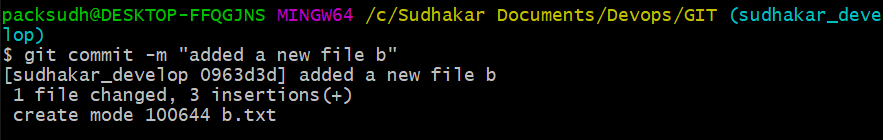 packsudh@DESKTOP-FFQGJNS MINGW64 /c/Sudhakar Documents/Devops/GIT (sudhakar_deve
lop)
$ git commit -m "added a new file b"
[sudhakar_develop 0963d3d] added a new file b
 1 file changed, 3 insertions(+)
 create mode 100644 b.txt